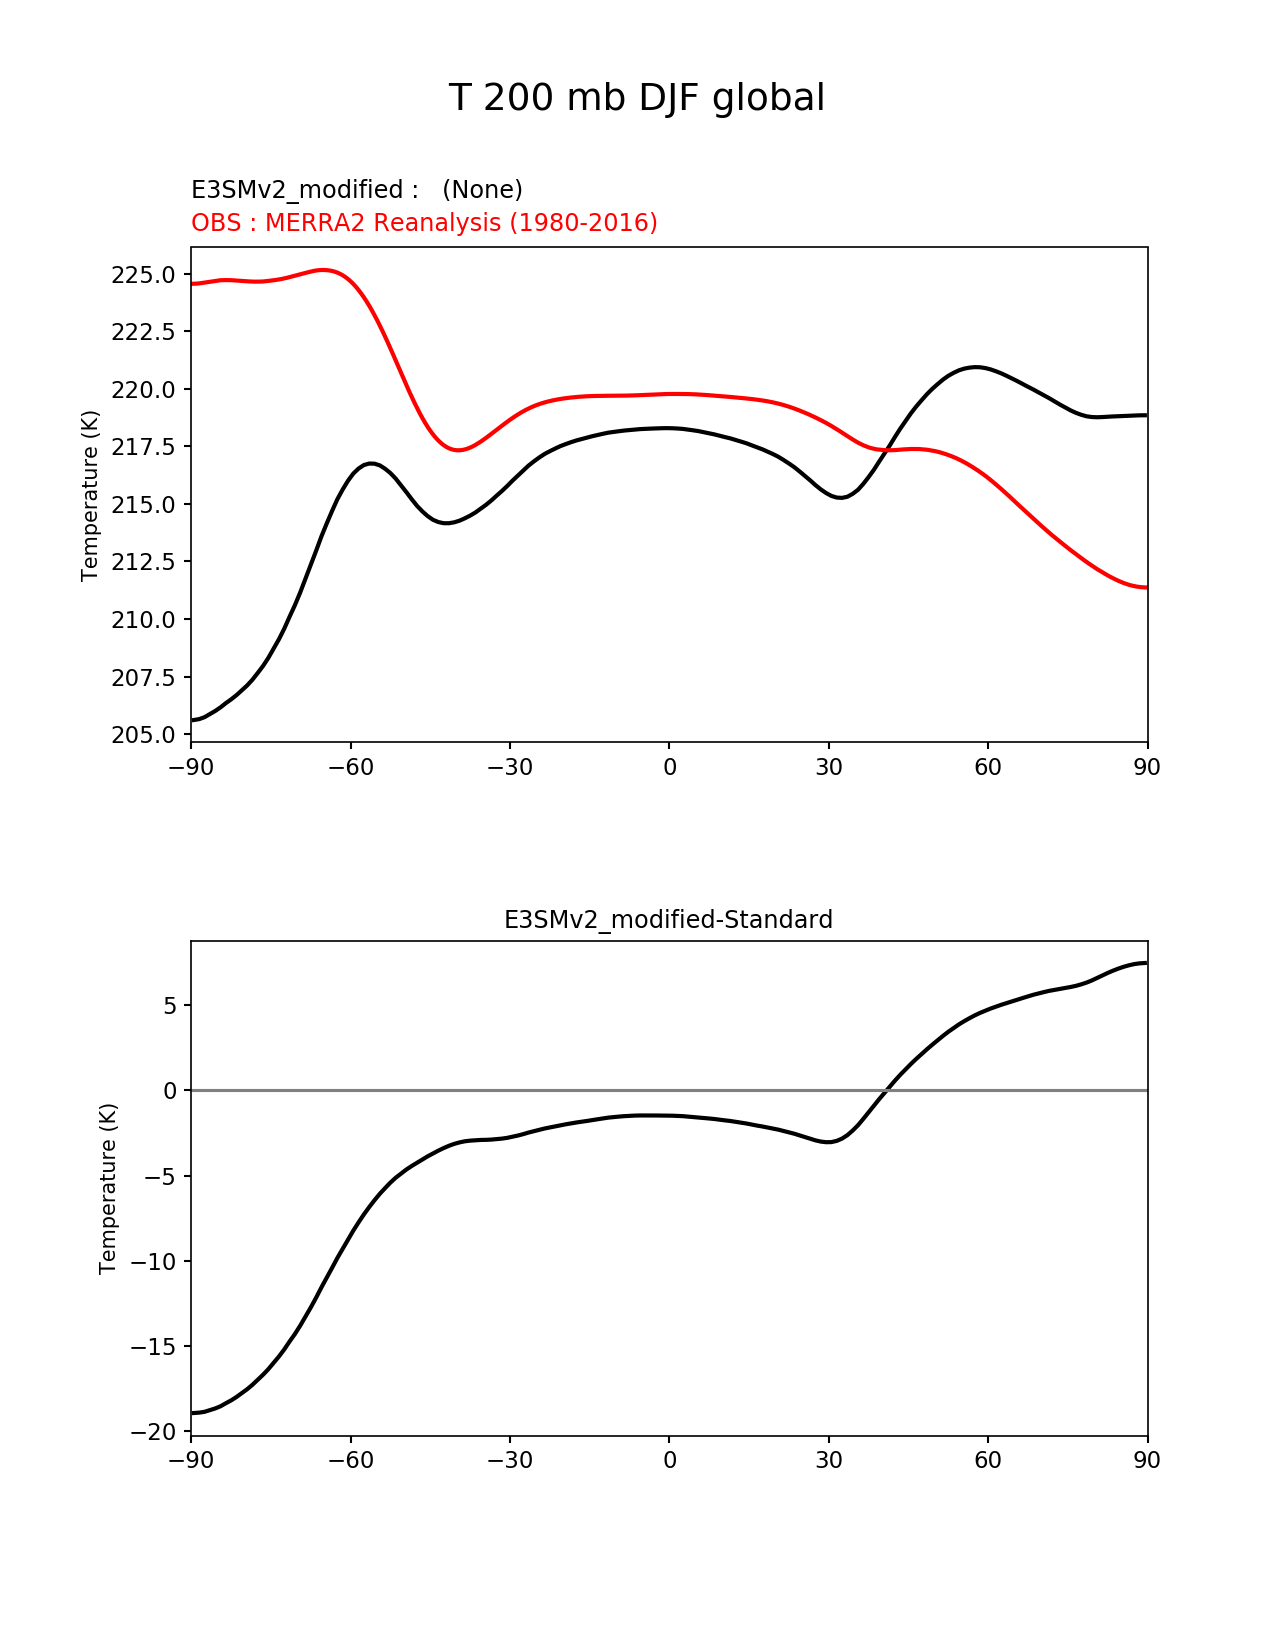 T 200 mb DJF global
E3SMv2_modified :   (None)
OBS : MERRA2 Reanalysis (1980-2016)
225.0
222.5
220.0
217.5
215.0
212.5
210.0
207.5
205.0
Temperature (K)
−90 −60 −30 0 30 60 90
E3SMv2_modified-Standard
5
0
−5
−10
−15
−20
Temperature (K)
−90 −60 −30 0 30 60 90